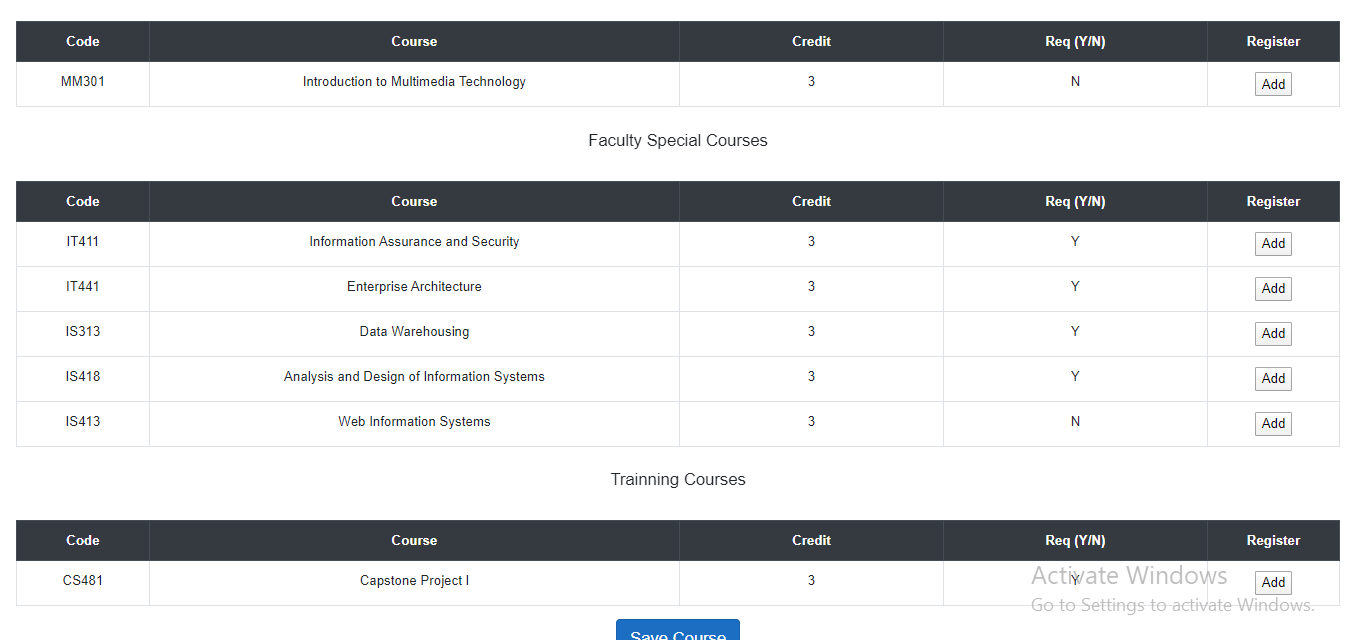 Code Course Credit Req (Y/N) Register
MM301 Introduction to Multimedia Technology 3 N Add
Faculty Special Courses
Code Course Credit Req (Y/N) Register
IT411 Information Assurance and Security 3 Y Add
IT441 Enterprise Architecture 3 Y Add
IS313 Data Warehousing 3 Y Add
IS418 Analysis and Design of Information Systems 3 Y Add
IS413 Web Information Systems 3 N Add
Trainning Courses
Code Course Credit Req (Y/N) Register
CS481 Capstone Project I 3 Y Add
Activate Windows
Go to Settings to activate Windows.
Save Course